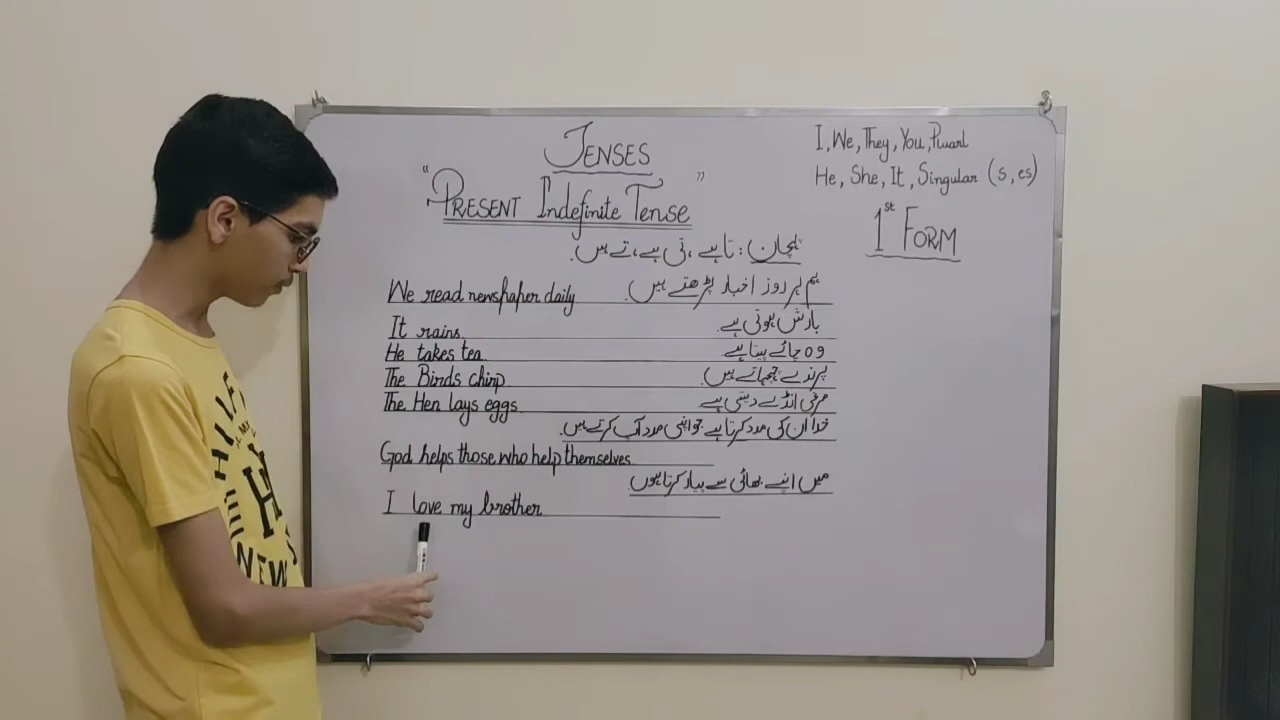 TENSES
"PRESENT Indefinite Tense"
پہچان: تا ہے، تی ہے، تے ہیں.
I, We, They, You, Plural
He, She, It, Singular (s, es)
1st FORM
ہم ہر روز اخبار پڑھتے ہیں.
We read newspaper daily
بارش ہوتی ہے.
It rains.
وہ چائے پیتا ہے
He takes tea
پرندے چہچہاتے ہیں.
The Birds chirp
مرغی انڈے دیتی ہے
The Hen lays eggs
خدا ان کی مدد کرتا ہے جو اپنی مدد آپ کرتے ہیں.
God helps those who help themselves
میں اپنے بھائی سے پیار کرتا ہوں
I love my brother